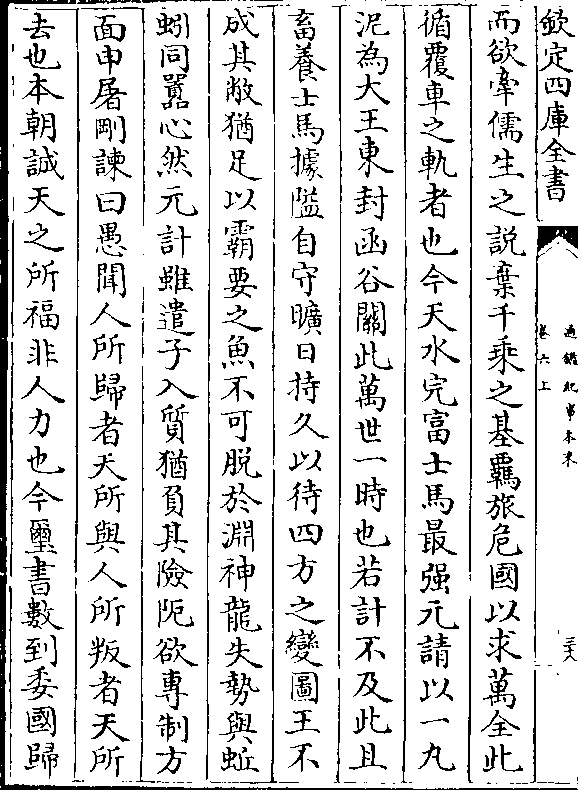 欽定四庫全書
通鑑紀事本末
卷六上
三六
而欲牽儒生之說棄千乘之基羈旅危國以求萬全此
循覆車之軌者也今天水完富士馬最强元請以一丸
泥為大王東封函谷關此萬世一時也若計不及此且
畜養士馬據隘自守曠日持久以待四方之變圖王不
成其敝猶足以霸要之魚不可脫於淵神龍失勢與蚯
蚓同囂心然元計雖遣子入質猶負其險阨欲專制方
面申屠剛諫曰愚聞人所歸者天所與人所叛者天所
去也本朝誠天之所福非人力也今璽書數到委國歸